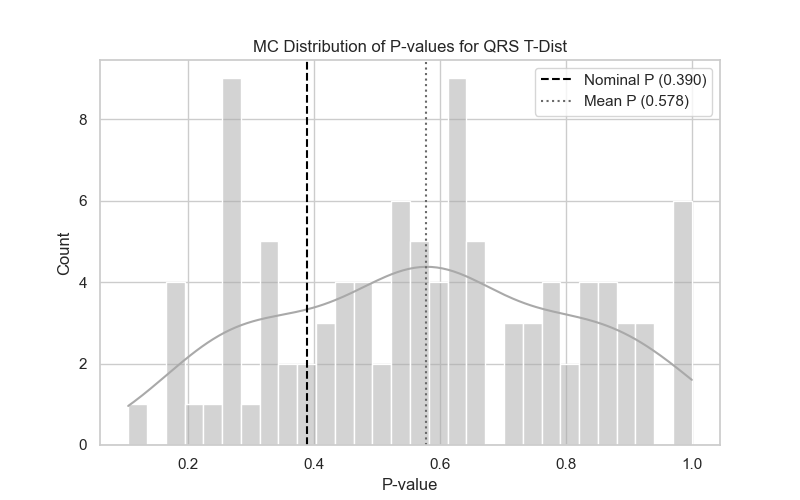 MC Distribution of P-values for QRS T-Dist
Nominal P (0.390)
Mean P (0.578)
Count
8
6
4
2
0
0.2 0.4 0.6 0.8 1.0
P-value